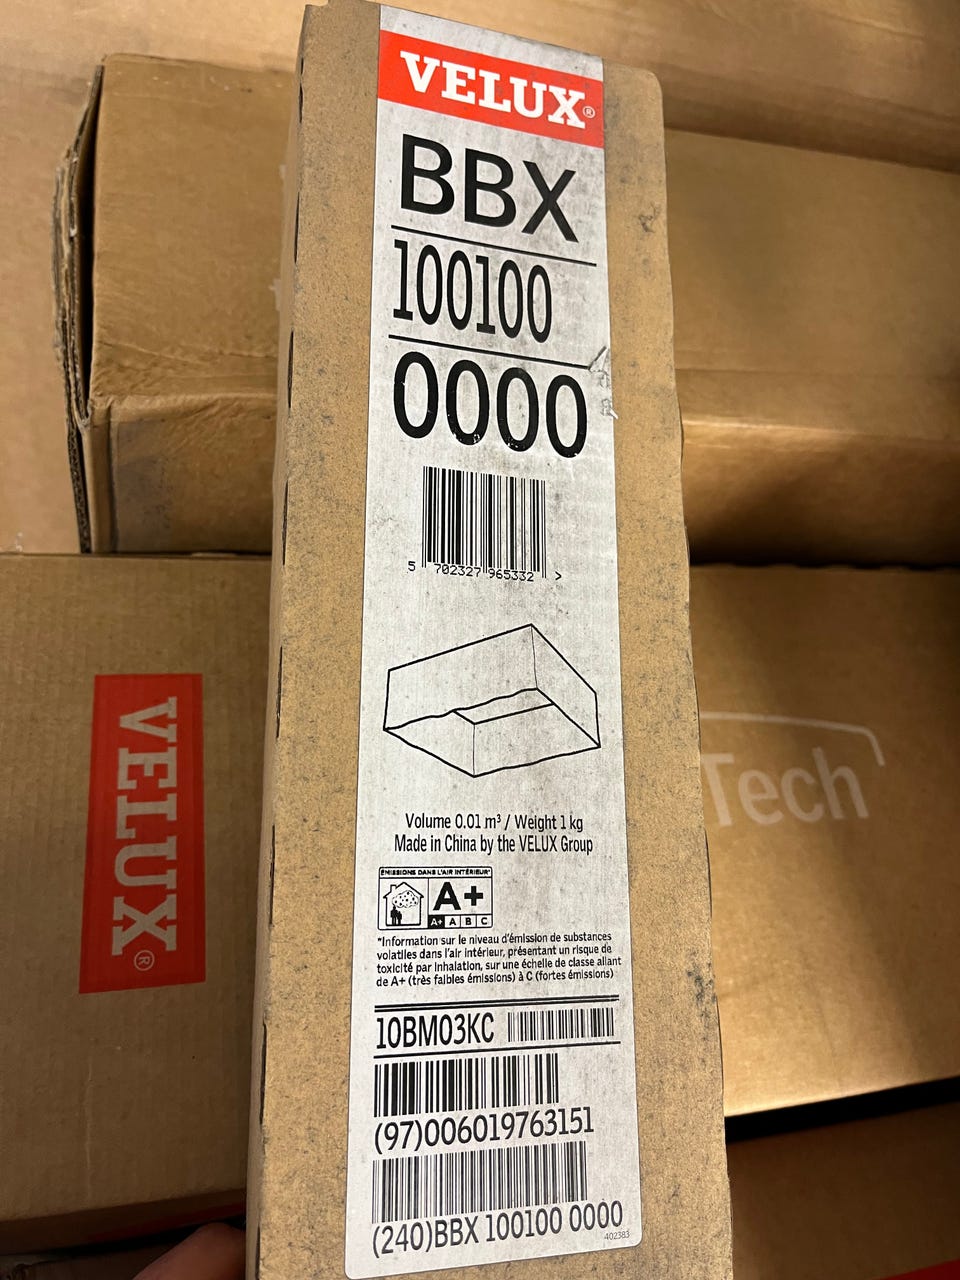 VELUX®
BBX
100100
0000
5 702327 965332 >
Volume 0.01 m³ / Weight 1 kg
Made in China by the VELUX Group
ÉMISSIONS DANS L'AIR INTÉRIEUR*
A+
A+ A B C
*Information sur le niveau d'émission de substances
volatiles dans l'air intérieur, présentant un risque de
toxicité par inhalation, sur une échelle de classe allant
de A+ (très faibles émissions) à C (fortes émissions)
10BM03KC
(97)006019763151
(240)BBX 100100 0000
402383
VELUX®
Tech